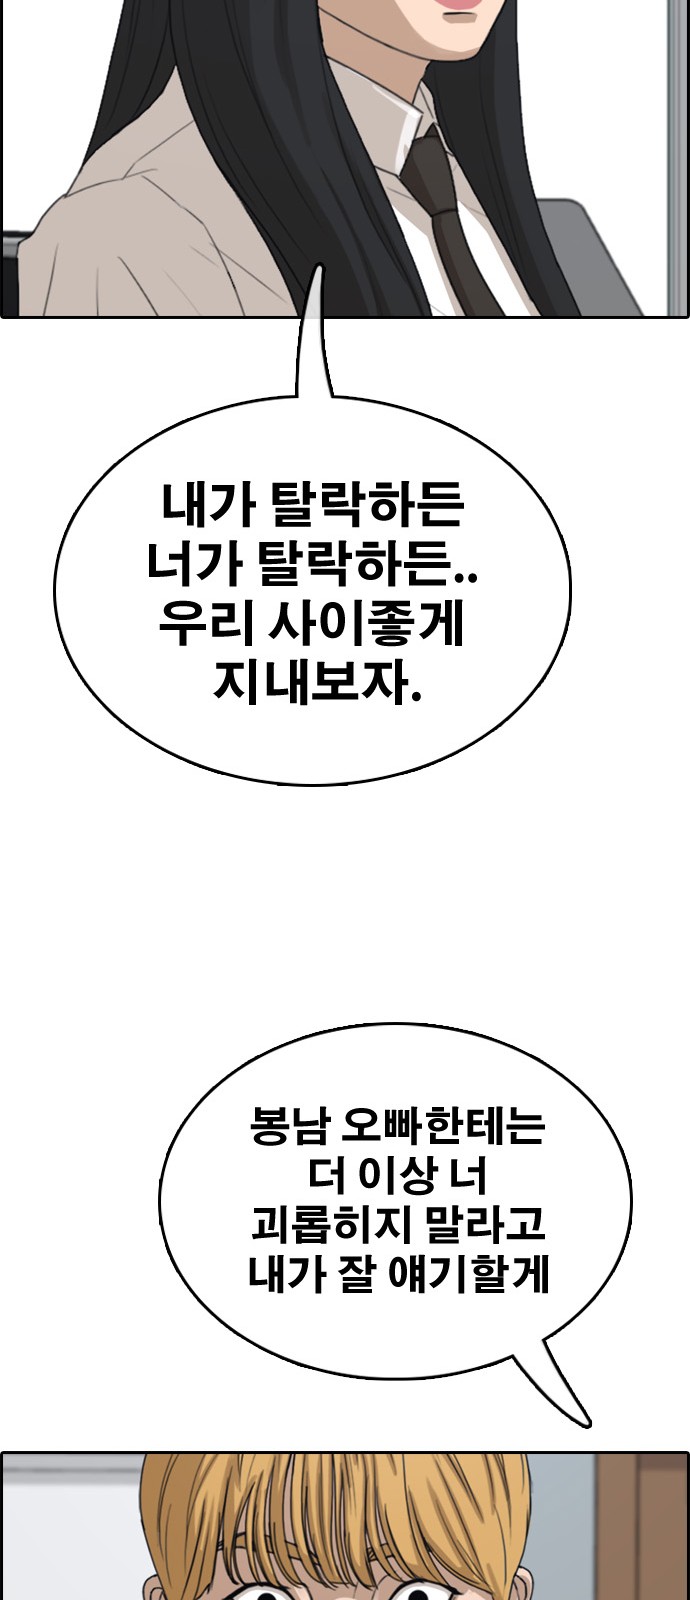 내가 탈락하든
너가 탈락하든..
우리 사이좋게
지내보자.
봉남 오빠한테는
더 이상 너
괴롭히지 말라고
내가 잘 얘기할게